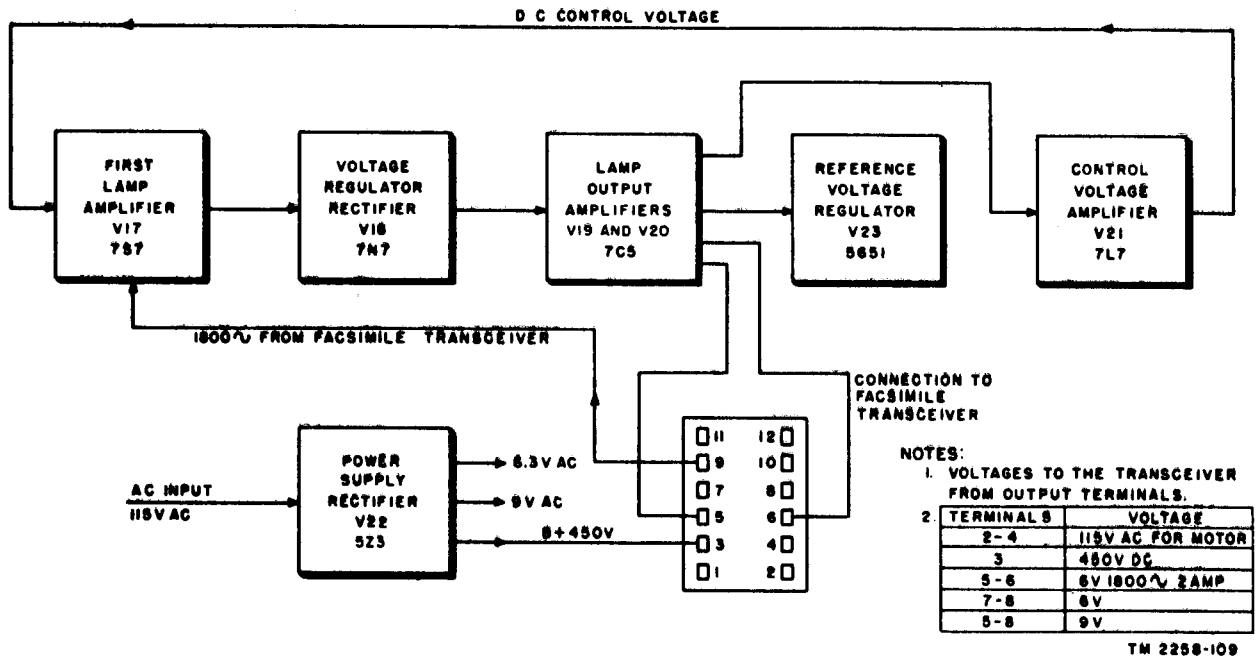 D C CONTROL VOLTAGE
FIRST
LAMP
AMPLIFIER
V17
7S7
VOLTAGE
REGULATOR
RECTIFIER
V18
7N7
LAMP
OUTPUT
AMPLIFIERS
V19 AND V20
7C5
REFERENCE
VOLTAGE
REGULATOR
V23
5651
CONTROL
VOLTAGE
AMPLIFIER
V21
7L7
1800∿ FROM FACSIMILE TRANSCEIVER
CONNECTION TO
FACSIMILE
TRANSCEIVER
AC INPUT
115V AC
POWER
SUPPLY
RECTIFIER
V22
5Z3
6.3V AC
9V AC
B+450V
11 12
9 10
7 8
5 6
3 4
1 2
NOTES:
1. VOLTAGES TO THE TRANSCEIVER
FROM OUTPUT TERMINALS.
2. TERMINALS VOLTAGE
2-4 115V AC FOR MOTOR
3 450V DC
5-6 6V 1800∿ 2AMP
7-8 6V
5-8 9V
TM 2258-109